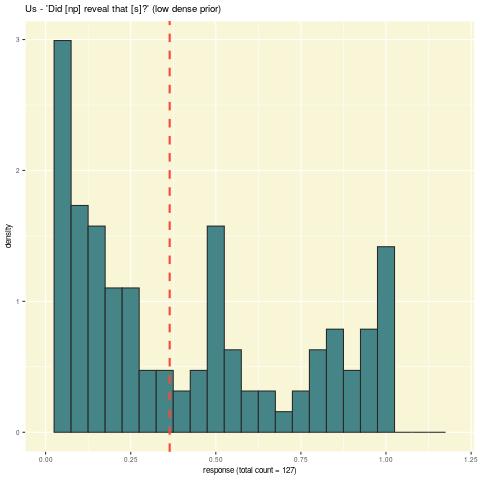 Us - 'Did [np] reveal that [s]?' (low dense prior)
density
3
2
1
0
0.00 0.25 0.50 0.75 1.00 1.25
response (total count = 127)